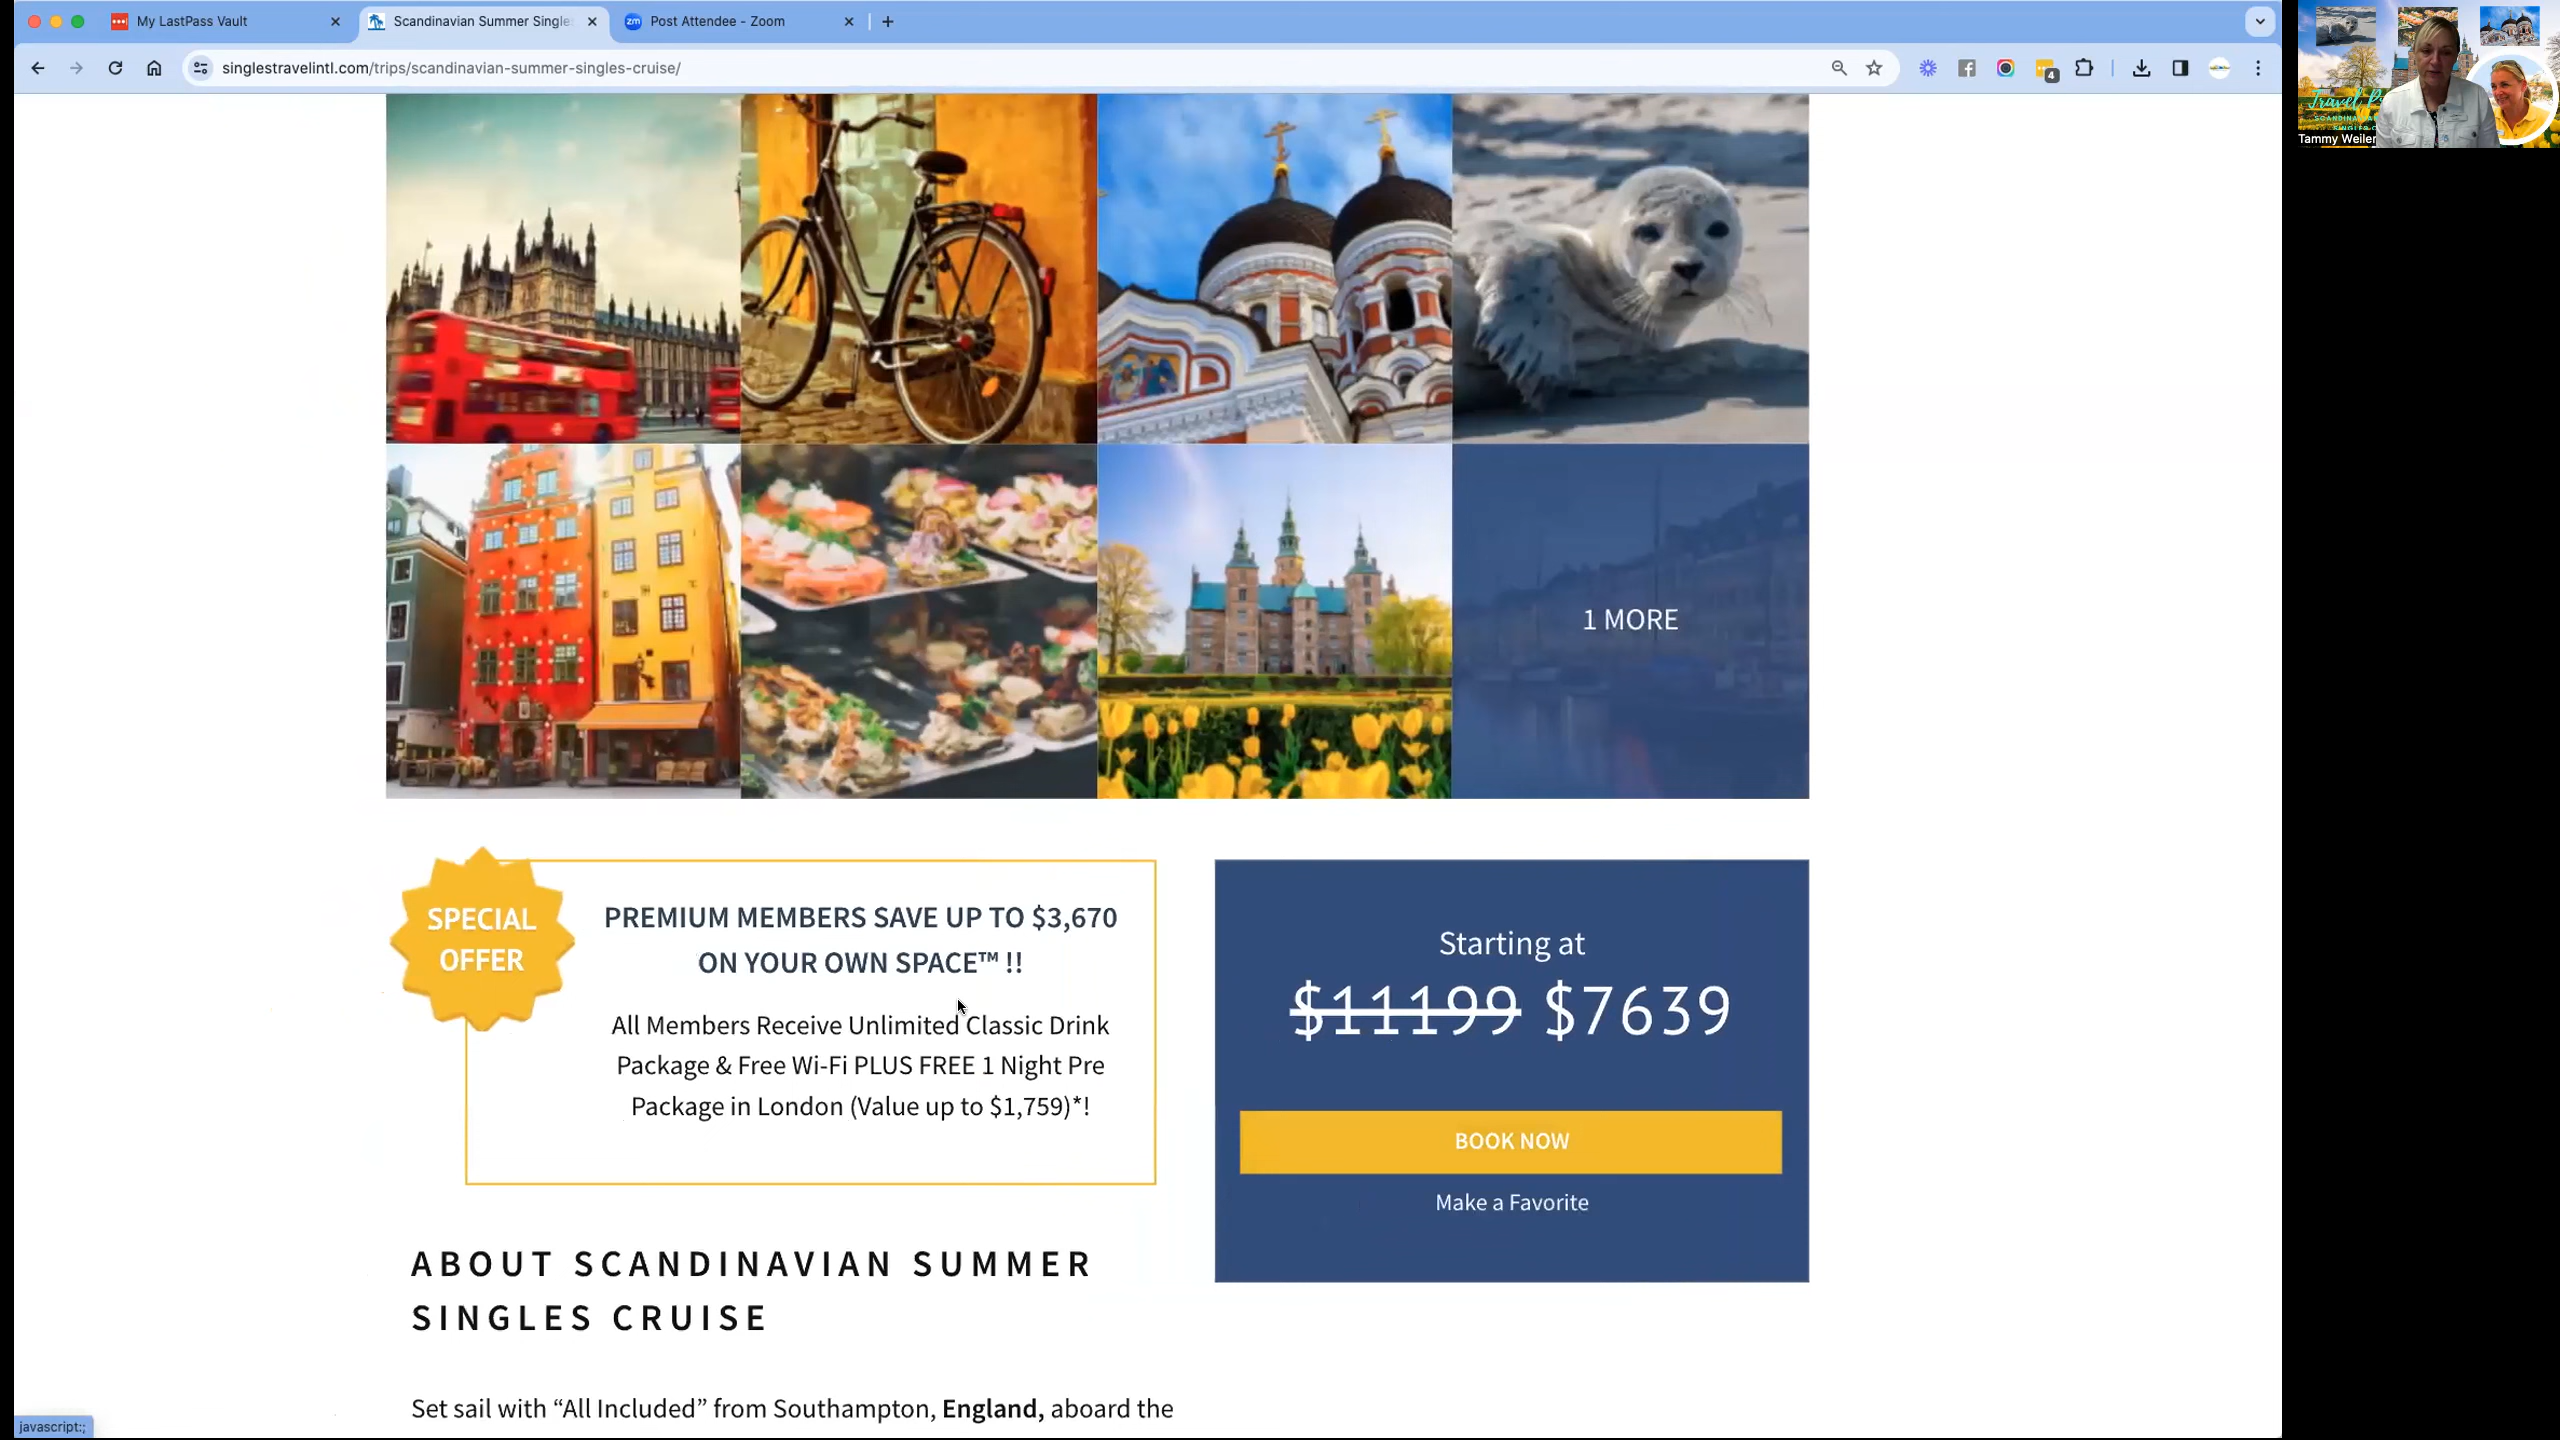 My LastPass Vault
Scandinavian Summer Single
Post Attendee - Zoom
singlestravelintl.com/trips/scandinavian-summer-singles-cruise/
4
Tammy Weiler
1 MORE
SPECIAL
OFFER
PREMIUM MEMBERS SAVE UP TO $3,670
ON YOUR OWN SPACE™ !!
All Members Receive Unlimited Classic Drink
Package & Free Wi-Fi PLUS FREE 1 Night Pre
Package in London (Value up to $1,759)*!
Starting at
$11199 $7639
BOOK NOW
Make a Favorite
ABOUT SCANDINAVIAN SUMMER
SINGLES CRUISE
Set sail with “All Included” from Southampton, England, aboard the
javascript:;